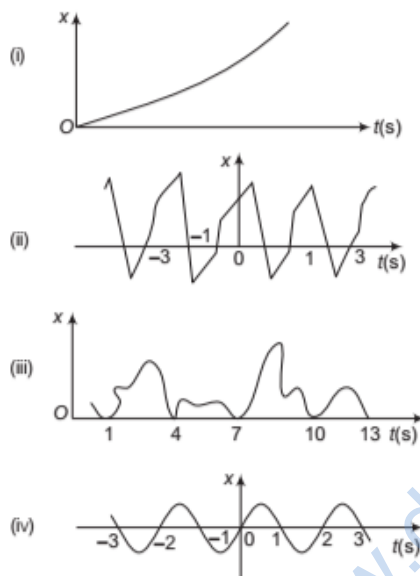 x
(i)
O
t(s)
x
(ii)
–3 –1 0 1 3 t(s)
x
(iii)
O
1 4 7 10 13 t(s)
x
(iv)
–3 –2 –1 0 1 2 3
t(s)